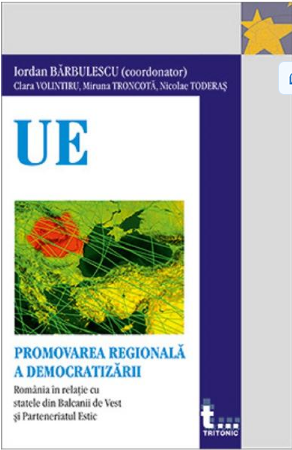 Iordan BĂRBULESCU (coordonator)
Clara VOLINTIRU, Miruna TRONCOTĂ, Nicolae TODERAȘ
UE
PROMOVAREA REGIONALĂ
A DEMOCRATIZĂRII
România în relație cu
statele din Balcanii de Vest
și Parteneriatul Estic
t...
TRITONIC